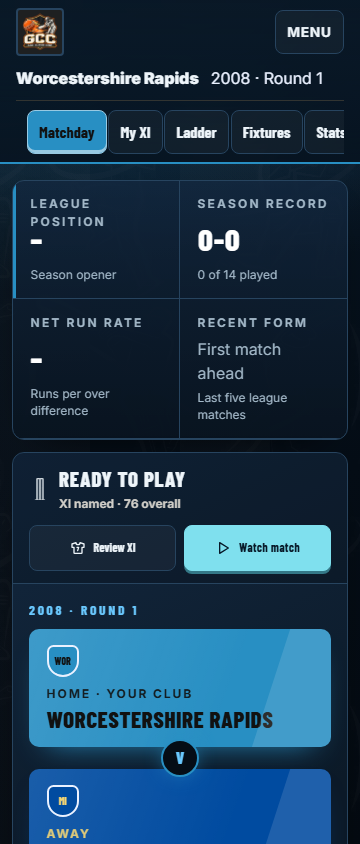 GCC
MENU
Worcestershire Rapids 2008 · Round 1
Matchday My XI Ladder Fixtures Stats
LEAGUE POSITION
–
Season opener
SEASON RECORD
0-0
0 of 14 played
NET RUN RATE
–
Runs per over
difference
RECENT FORM
First match
ahead
Last five league
matches
READY TO PLAY
XI named · 76 overall
Review XI
Watch match
2008 · ROUND 1
WOR
HOME · YOUR CLUB
WORCESTERSHIRE RAPIDS
V
MI
AWAY